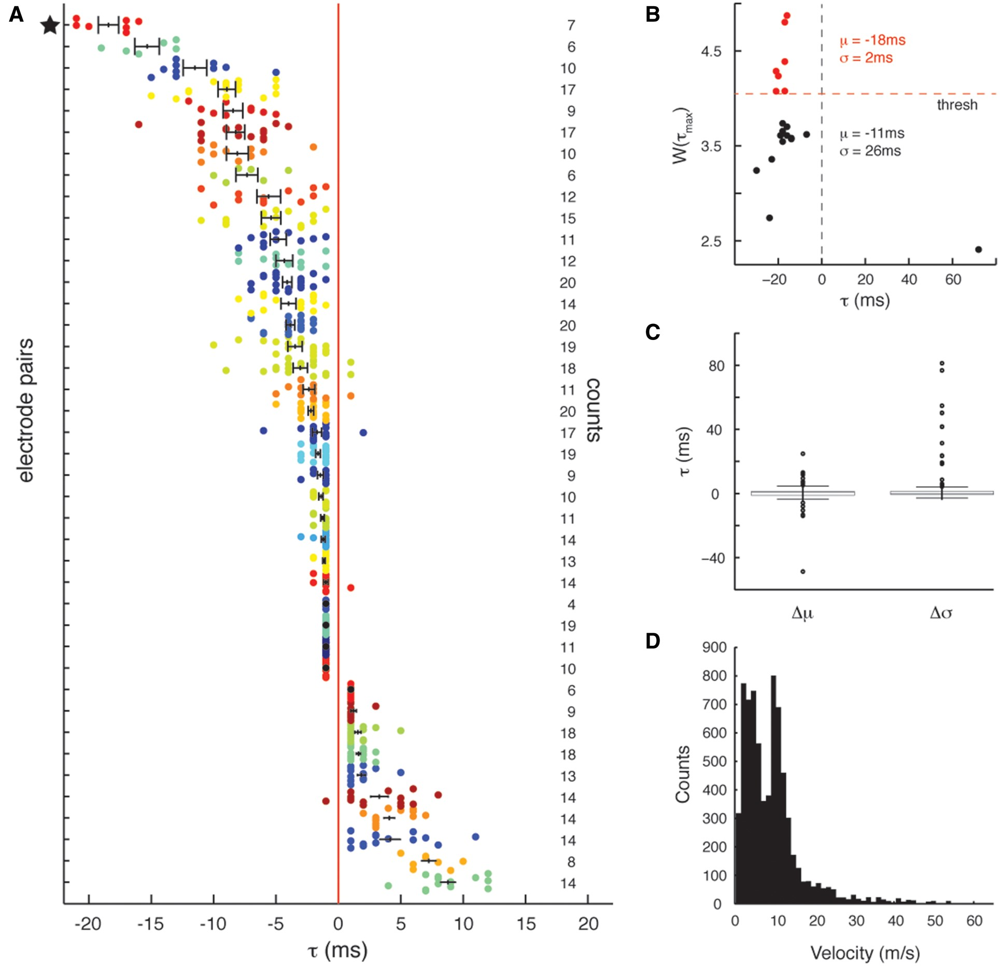 A
7
6
10
17
9
17
10
6
12
15
11
12
20
14
20
19
18
11
20
17
19
9
10
11
14
13
14
4
19
11
10
6
9
18
18
13
14
14
14
8
14
electrode pairs
counts
-20 -15 -10 -5 0 5 10 15 20
τ (ms)
B
4.5
3.5
2.5
W(τmax)
μ = -18ms
σ = 2ms
thresh
μ = -11ms
σ = 26ms
−20 0 20 40 60
τ (ms)
C
80
40
0
−40
τ (ms)
Δμ Δσ
D
900
800
700
600
500
400
300
200
100
0
Counts
0 10 20 30 40 50 60
Velocity (m/s)